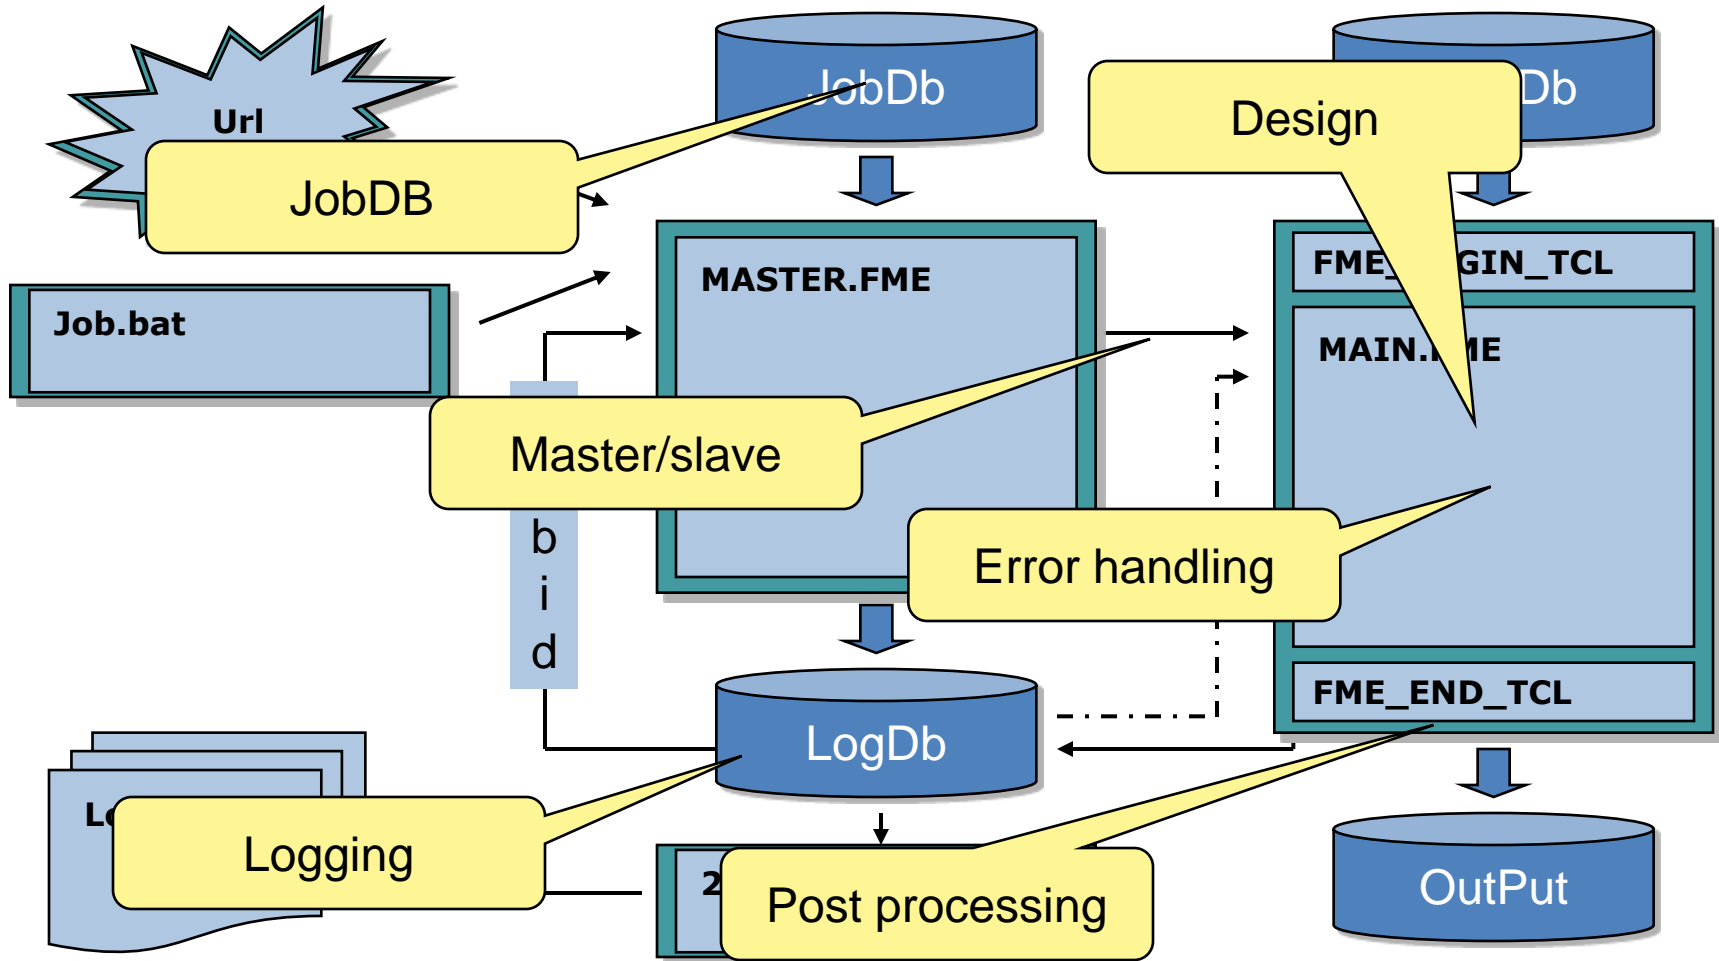 Url
JobDb
Db
Design
JobDB
Job.bat
MASTER.FME
FME_
GIN_TCL
MAIN.
ME
Master/slave
b
i
d
Error handling
FME_END_TCL
LogDb
Logging
2
Post processing
OutPut